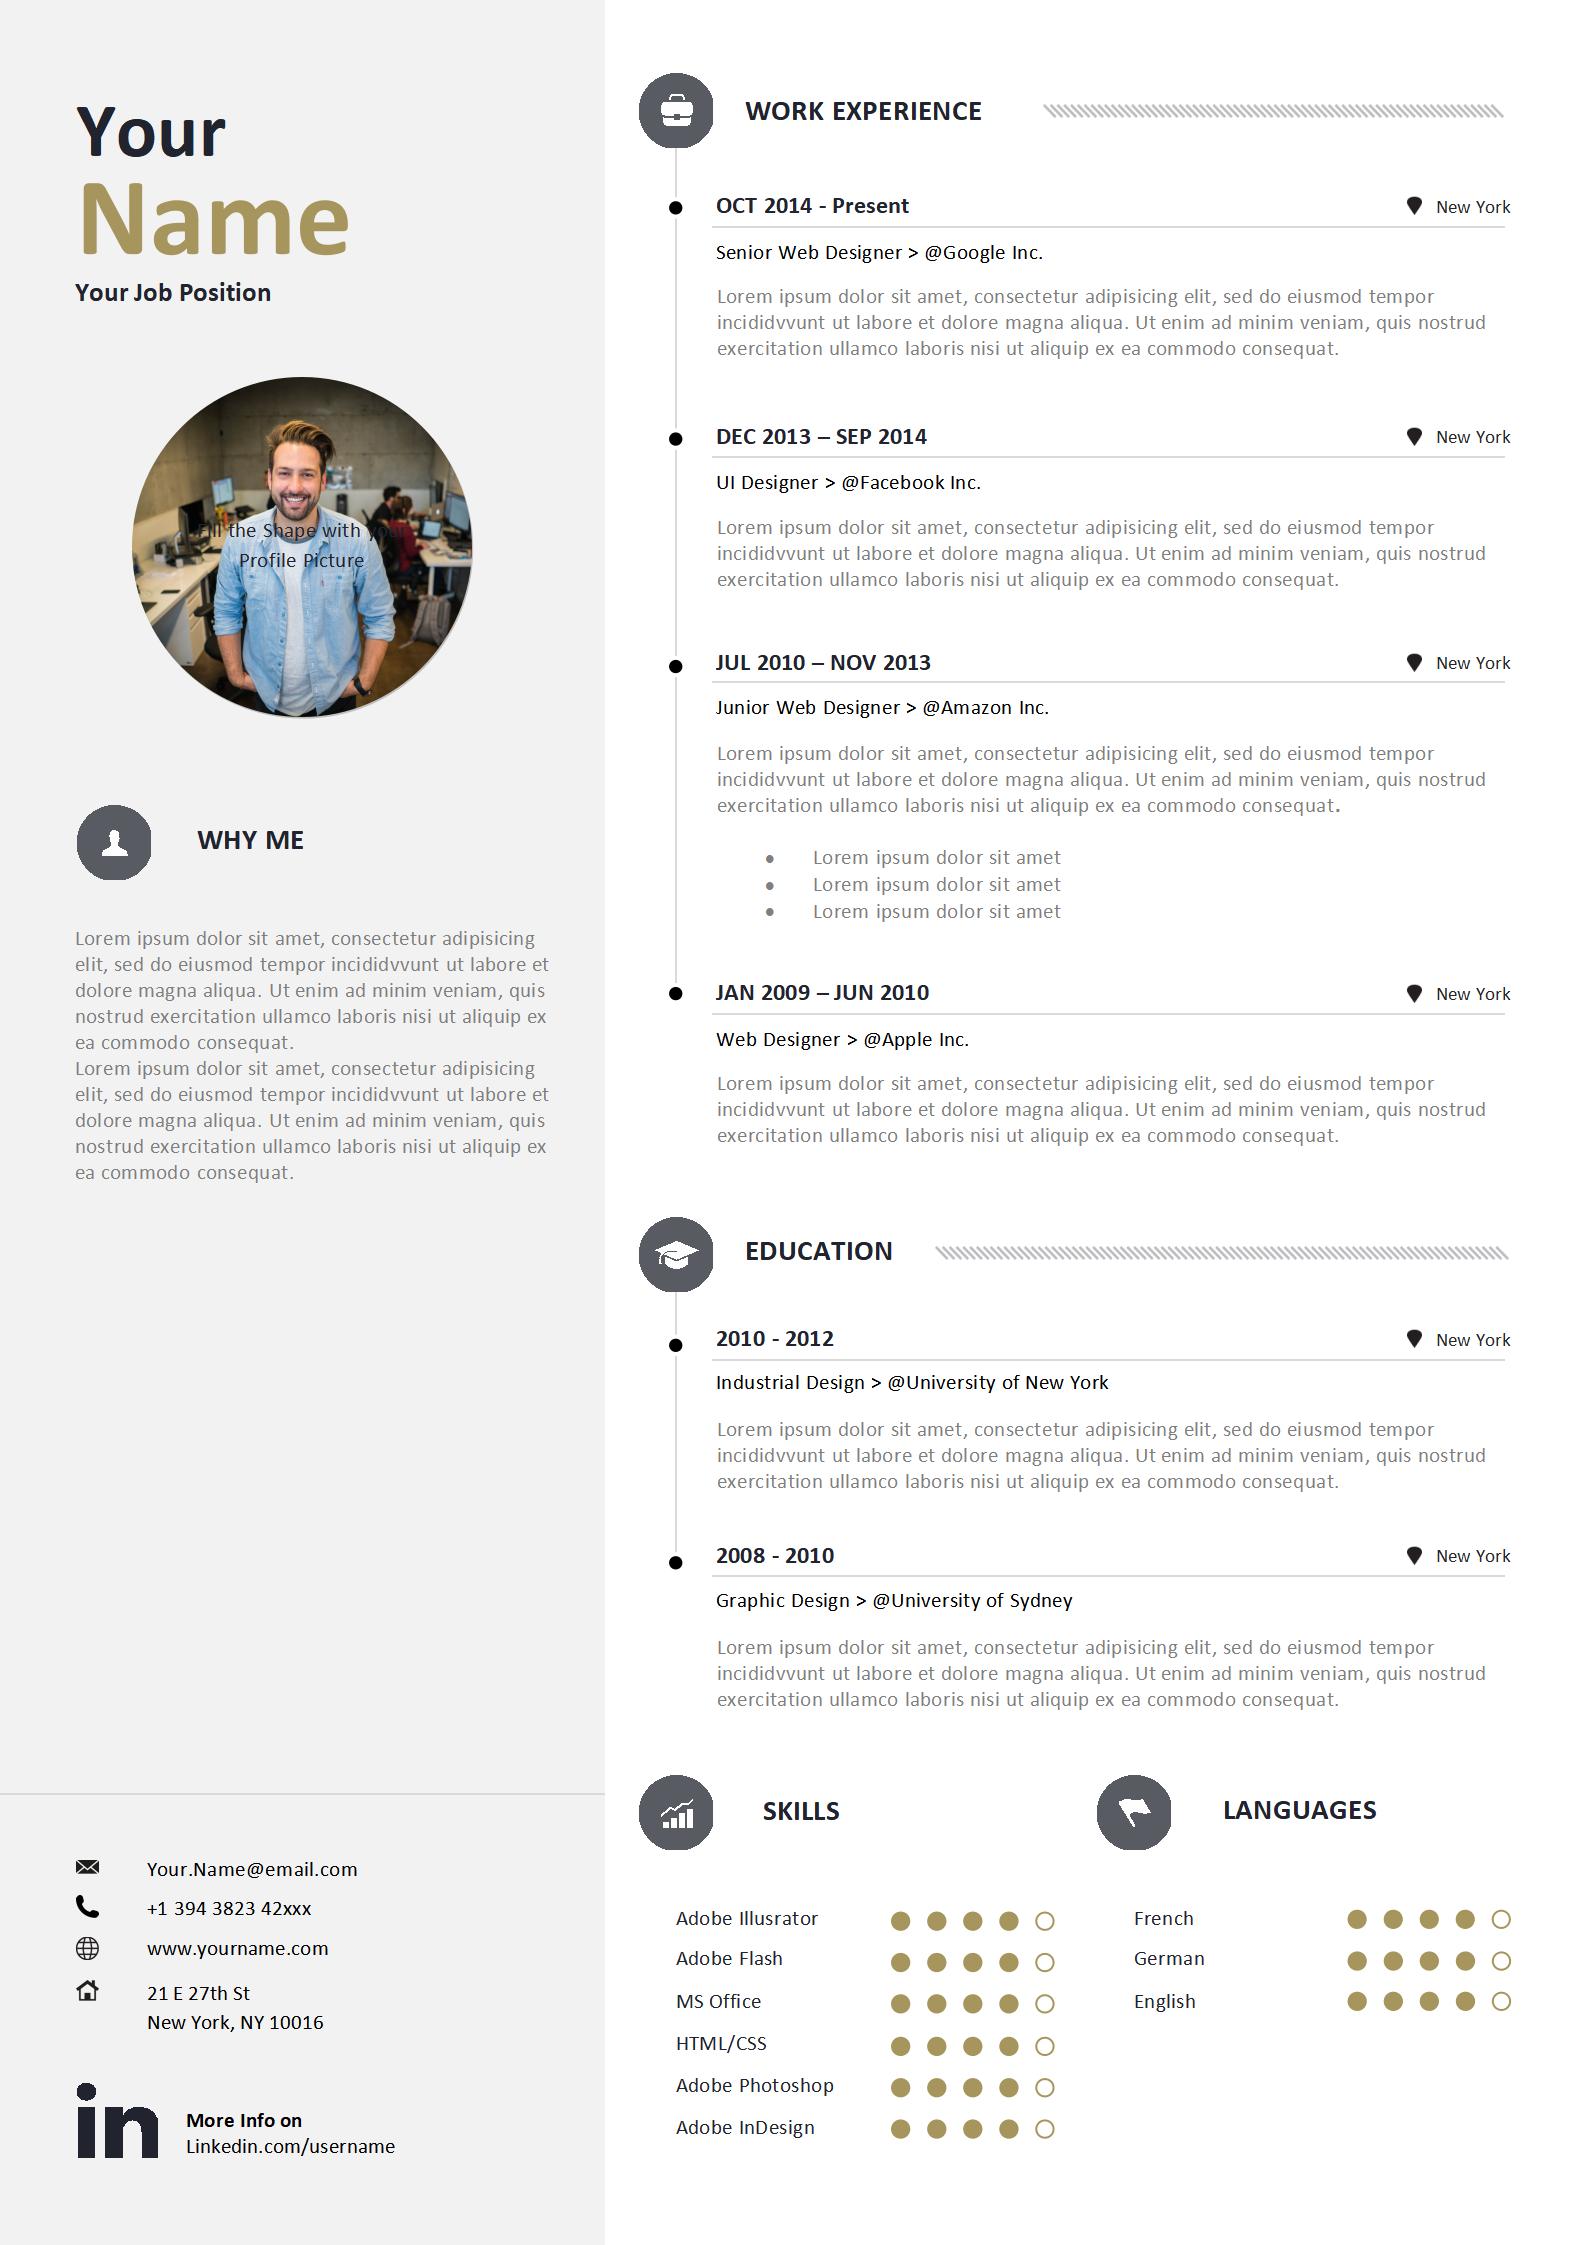 Your
Name
Your Job Position
Fill the Shape with your
Profile Picture
WHY ME
Lorem ipsum dolor sit amet, consectetur adipisicing
elit, sed do eiusmod tempor incididvvunt ut labore et
dolore magna aliqua. Ut enim ad minim veniam, quis
nostrud exercitation ullamco laboris nisi ut aliquip ex
ea commodo consequat.
Lorem ipsum dolor sit amet, consectetur adipisicing
elit, sed do eiusmod tempor incididvvunt ut labore et
dolore magna aliqua. Ut enim ad minim veniam, quis
nostrud exercitation ullamco laboris nisi ut aliquip ex
ea commodo consequat.
Your.Name@email.com
+1 394 3823 42xxx
www.yourname.com
21 E 27th St
New York, NY 10016
in
More Info on
Linkedin.com/username
WORK EXPERIENCE
OCT 2014 - Present New York
Senior Web Designer > @Google Inc.
Lorem ipsum dolor sit amet, consectetur adipisicing elit, sed do eiusmod tempor
incididvvunt ut labore et dolore magna aliqua. Ut enim ad minim veniam, quis nostrud
exercitation ullamco laboris nisi ut aliquip ex ea commodo consequat.
DEC 2013 – SEP 2014 New York
UI Designer > @Facebook Inc.
Lorem ipsum dolor sit amet, consectetur adipisicing elit, sed do eiusmod tempor
incididvvunt ut labore et dolore magna aliqua. Ut enim ad minim veniam, quis nostrud
exercitation ullamco laboris nisi ut aliquip ex ea commodo consequat.
JUL 2010 – NOV 2013 New York
Junior Web Designer > @Amazon Inc.
Lorem ipsum dolor sit amet, consectetur adipisicing elit, sed do eiusmod tempor
incididvvunt ut labore et dolore magna aliqua. Ut enim ad minim veniam, quis nostrud
exercitation ullamco laboris nisi ut aliquip ex ea commodo consequat.
• Lorem ipsum dolor sit amet
• Lorem ipsum dolor sit amet
• Lorem ipsum dolor sit amet
JAN 2009 – JUN 2010 New York
Web Designer > @Apple Inc.
Lorem ipsum dolor sit amet, consectetur adipisicing elit, sed do eiusmod tempor
incididvvunt ut labore et dolore magna aliqua. Ut enim ad minim veniam, quis nostrud
exercitation ullamco laboris nisi ut aliquip ex ea commodo consequat.
EDUCATION
2010 - 2012 New York
Industrial Design > @University of New York
Lorem ipsum dolor sit amet, consectetur adipisicing elit, sed do eiusmod tempor
incididvvunt ut labore et dolore magna aliqua. Ut enim ad minim veniam, quis nostrud
exercitation ullamco laboris nisi ut aliquip ex ea commodo consequat.
2008 - 2010 New York
Graphic Design > @University of Sydney
Lorem ipsum dolor sit amet, consectetur adipisicing elit, sed do eiusmod tempor
incididvvunt ut labore et dolore magna aliqua. Ut enim ad minim veniam, quis nostrud
exercitation ullamco laboris nisi ut aliquip ex ea commodo consequat.
SKILLS
Adobe Illusrator
Adobe Flash
MS Office
HTML/CSS
Adobe Photoshop
Adobe InDesign
LANGUAGES
French
German
English